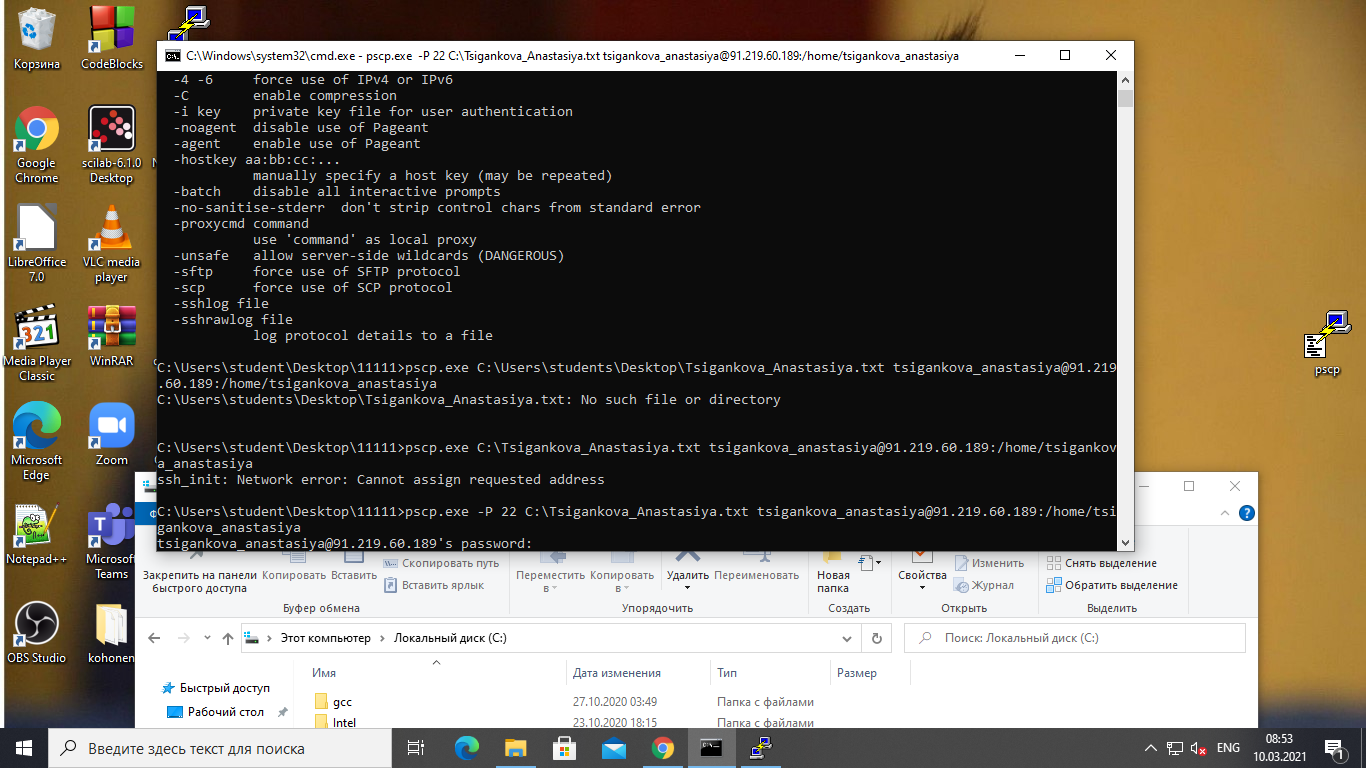 Корзина
CodeBlocks
Google
Chrome
scilab-6.1.0
Desktop
LibreOffice
7.0
VLC media
player
Media Player
Classic
WinRAR
Microsoft
Edge
Zoom
Notepad++
Microsoft
Teams
OBS Studio
kohonen
pscp
C:\Windows\system32\cmd.exe - pscp.exe -P 22 C:\Tsigankova_Anastasiya.txt tsigankova_anastasiya@91.219.60.189:/home/tsigankova_anastasiya
-4 -6 force use of IPv4 or IPv6
-C enable compression
-i key private key file for user authentication
-noagent disable use of Pageant
-agent enable use of Pageant
-hostkey aa:bb:cc:...
manually specify a host key (may be repeated)
-batch disable all interactive prompts
-no-sanitise-stderr don't strip control chars from standard error
-proxycmd command
use 'command' as local proxy
-unsafe allow server-side wildcards (DANGEROUS)
-sftp force use of SFTP protocol
-scp force use of SCP protocol
-sshlog file
-sshrawlog file
log protocol details to a file
C:\Users\student\Desktop\11111>pscp.exe C:\Users\students\Desktop\Tsigankova_Anastasiya.txt tsigankova_anastasiya@91.219
.60.189:/home/tsigankova_anastasiya
C:\Users\students\Desktop\Tsigankova_Anastasiya.txt: No such file or directory
C:\Users\student\Desktop\11111>pscp.exe C:\Tsigankova_Anastasiya.txt tsigankova_anastasiya@91.219.60.189:/home/tsigankov
a_anastasiya
ssh_init: Network error: Cannot assign requested address
C:\Users\student\Desktop\11111>pscp.exe -P 22 C:\Tsigankova_Anastasiya.txt tsigankova_anastasiya@91.219.60.189:/home/tsi
gankova_anastasiya
tsigankova_anastasiya@91.219.60.189's password:
Закрепить на панели
быстрого доступа
Копировать
Вставить
Скопировать путь
Вставить ярлык
Буфер обмена
Переместить
в
Копировать
в
Удалить
Переименовать
Упорядочить
Новая
папка
Создать
Свойства
Изменить
Журнал
Открыть
Снять выделение
Обратить выделение
Выделить
Этот компьютер > Локальный диск (C:)
Поиск: Локальный диск (C:)
Быстрый доступ
Рабочий стол
Имя Дата изменения Тип Размер
gcc 27.10.2020 03:49 Папка с файлами
Intel 23.10.2020 18:15 Папка с файлами
Введите здесь текст для поиска
ENG
08:53
10.03.2021
1